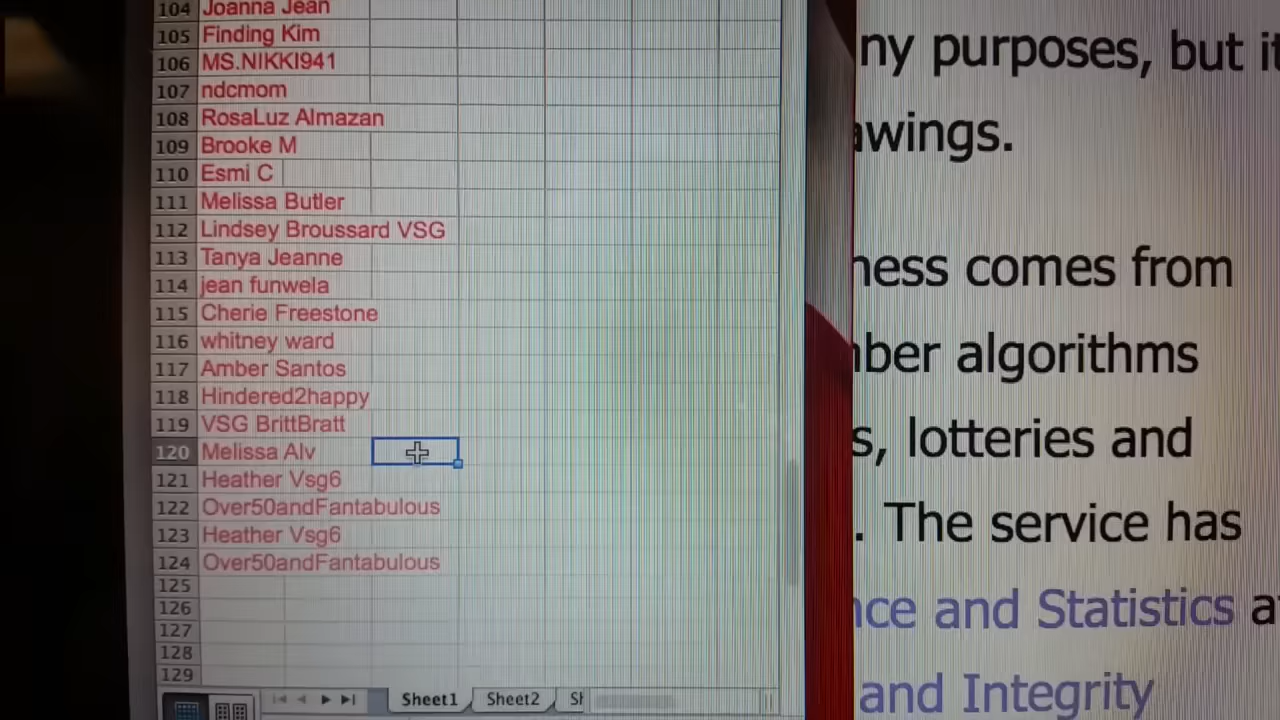 104 Joanna Jean
105 Finding Kim
106 MS.NIKKI941
107 ndcmom
108 RosaLuz Almazan
109 Brooke M
110 Esmi C
111 Melissa Butler
112 Lindsey Broussard VSG
113 Tanya Jeanne
114 jean funwela
115 Cherie Freestone
116 whitney ward
117 Amber Santos
118 Hindered2happy
119 VSG BrittBratt
120 Melissa Alv
121 Heather Vsg6
122 Over50andFantabulous
123 Heather Vsg6
124 Over50andFantabulous
125
126
127
128
129
Sheet1 Sheet2 Sh
ny purposes, but it
awings.
ness comes from
ber algorithms
s, lotteries and
. The service has
nce and Statistics a
and Integrity